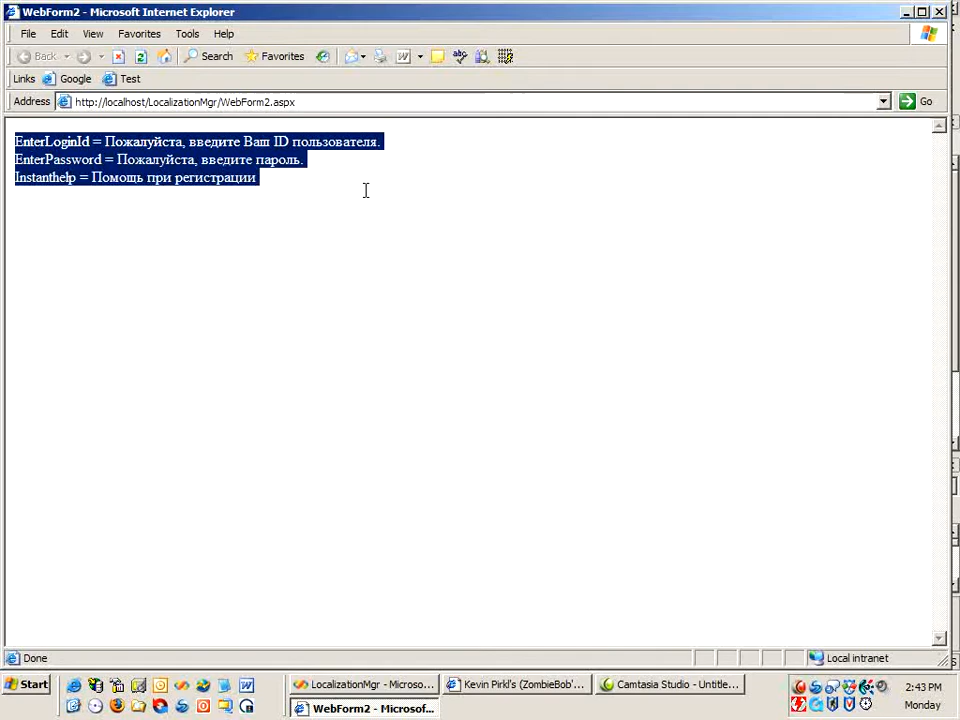 WebForm2 - Microsoft Internet Explorer
File Edit View Favorites Tools Help
Back Search Favorites
Links Google Test
Address http://localhost/LocalizationMgr/WebForm2.aspx Go
EnterLoginId = Пожалуйста, введите Ваш ID пользователя.
EnterPassword = Пожалуйста, введите пароль.
Instanthelp = Помощь при регистрации
Done Local intranet
Start LocalizationMgr - Microso... Kevin Pirkl's (ZombieBob'... Camtasia Studio - Untitle... 2:43 PM
WebForm2 - Microsof... Monday